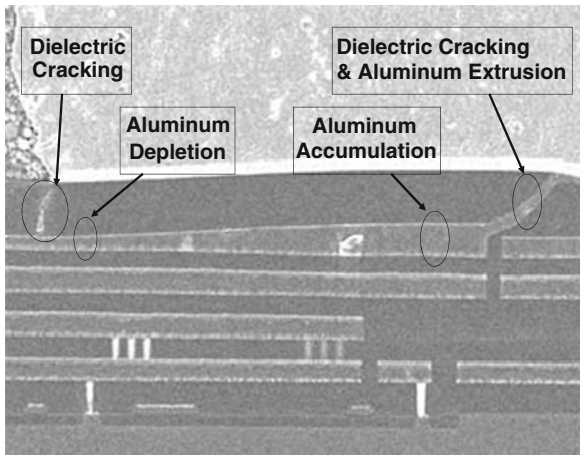 Dielectric
Cracking
Aluminum
Depletion
Aluminum
Accumulation
Dielectric Cracking
& Aluminum Extrusion